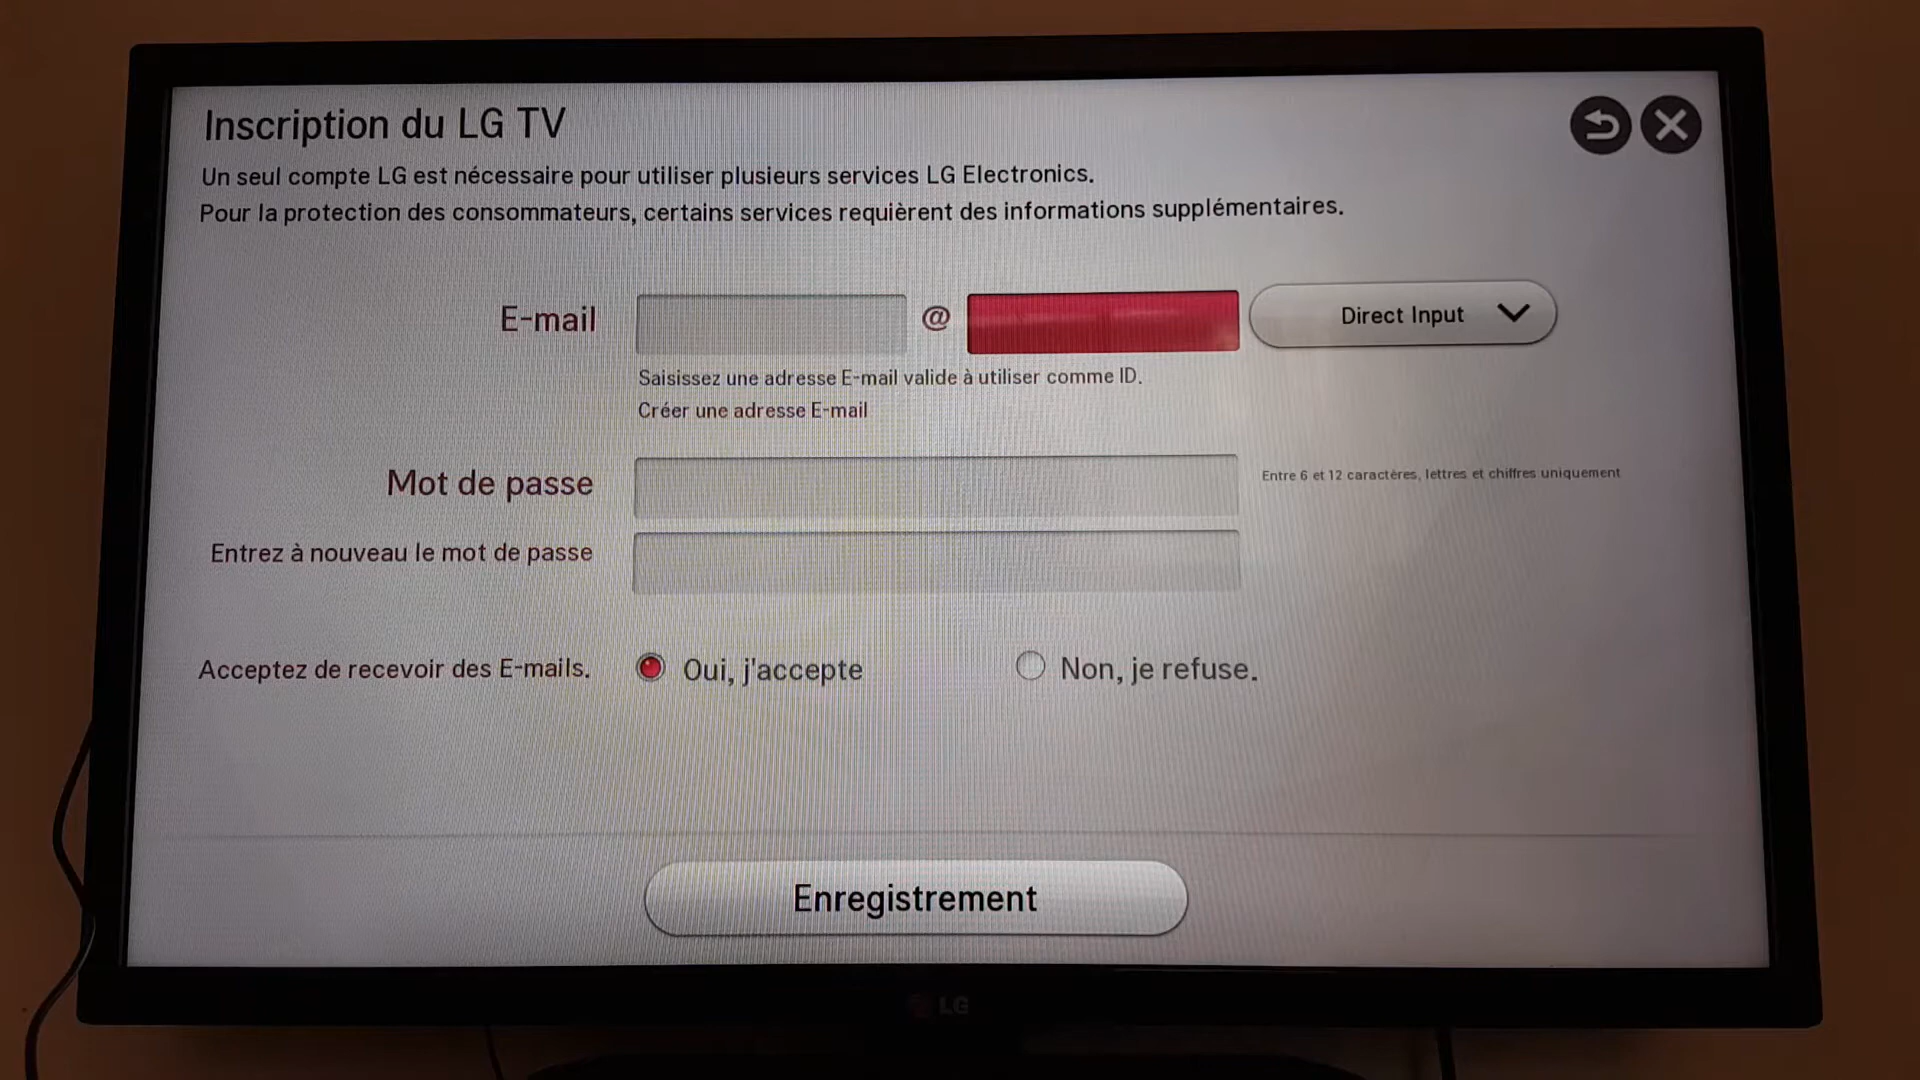 Inscription du LG TV
Un seul compte LG est nécessaire pour utiliser plusieurs services LG Electronics.
Pour la protection des consommateurs, certains services requièrent des informations supplémentaires.
E-mail @ Direct Input
Saisissez une adresse E-mail valide à utiliser comme ID.
Créer une adresse E-mail
Mot de passe Entre 6 et 12 caractères, lettres et chiffres uniquement
Entrez à nouveau le mot de passe
Acceptez de recevoir des E-mails. Oui, j'accepte Non, je refuse.
Enregistrement
LG